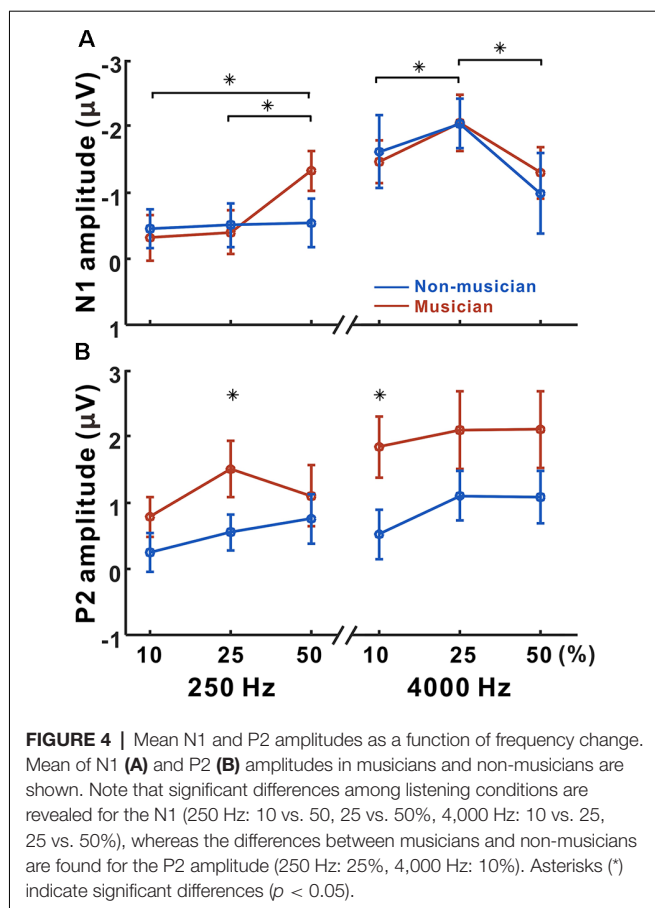 A
N1 amplitude (µV)
-3
-2
-1
0
1
*
*
*
*
Non-musician
Musician
B
P2 amplitude (µV)
3
2
1
0
-1
*
*
10 25 50 10 25 50 (%)
250 Hz 4000 Hz
FIGURE 4 | Mean N1 and P2 amplitudes as a function of frequency change.
Mean of N1 (A) and P2 (B) amplitudes in musicians and non-musicians are
shown. Note that significant differences among listening conditions are
revealed for the N1 (250 Hz: 10 vs. 50, 25 vs. 50%, 4,000 Hz: 10 vs. 25,
25 vs. 50%), whereas the differences between musicians and non-musicians
are found for the P2 amplitude (250 Hz: 25%, 4,000 Hz: 10%). Asterisks (*)
indicate significant differences (p < 0.05).